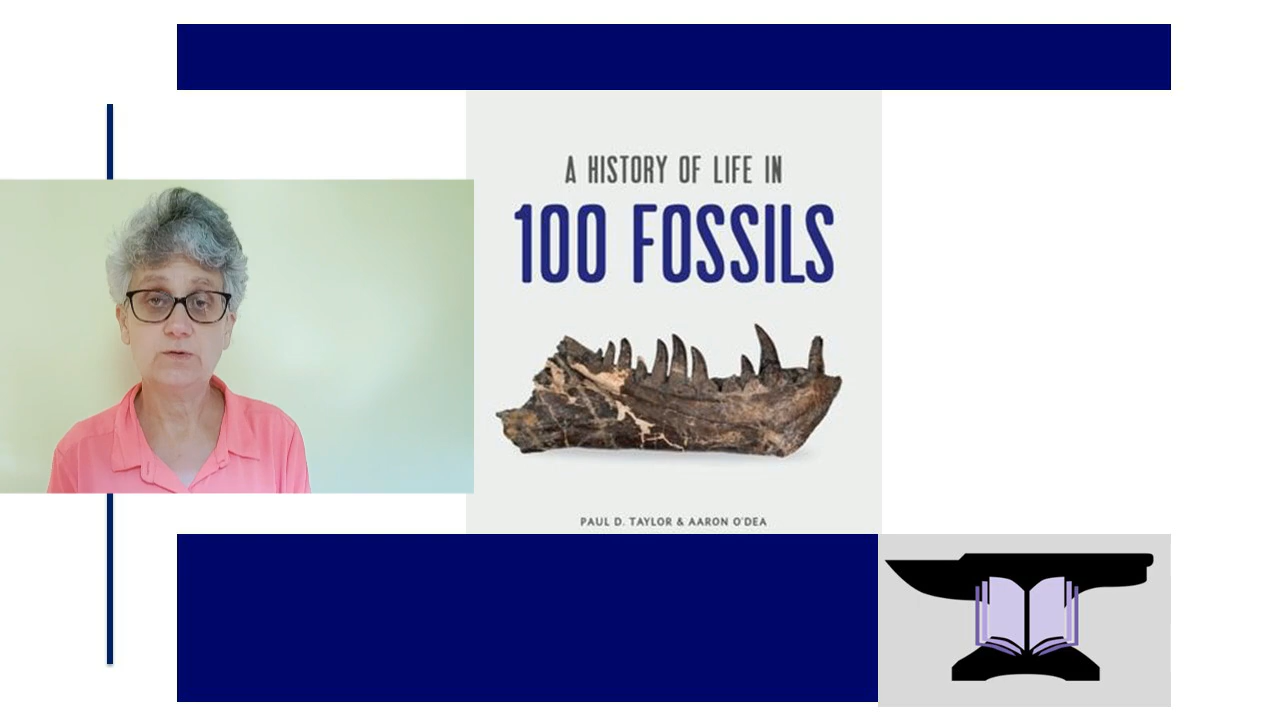 A HISTORY OF LIFE IN
100 FOSSILS
PAUL D. TAYLOR & AARON O'DEA